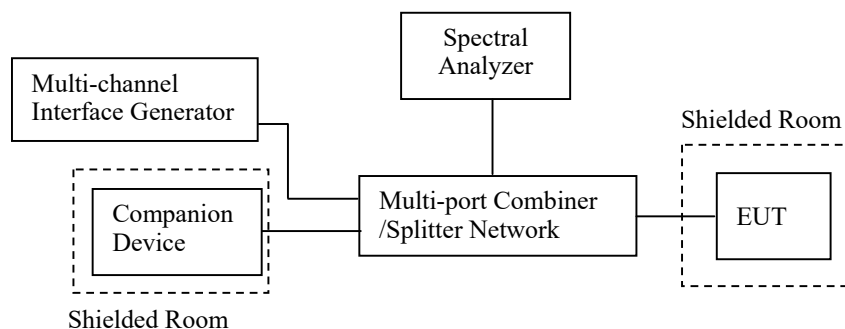 Spectral
Analyzer
Multi-channel
Interface Generator
Shielded Room
Multi-port Combiner
/Splitter Network
EUT
Companion
Device
Shielded Room